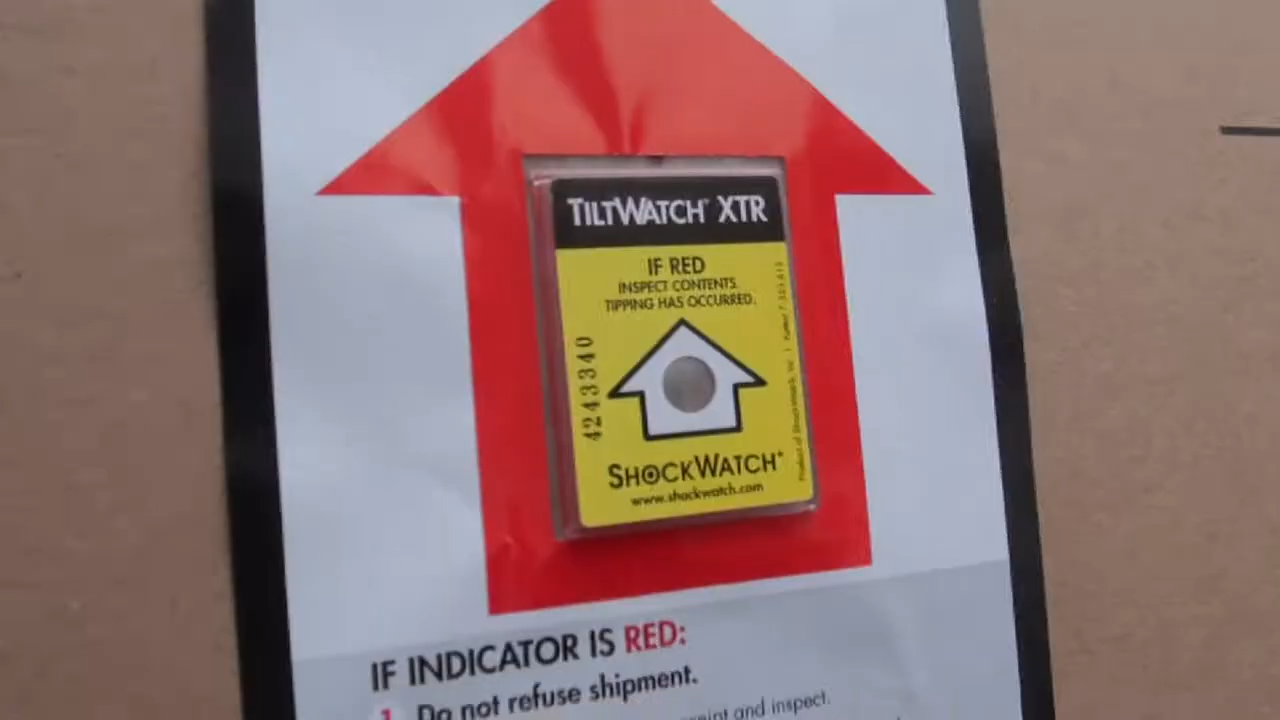 TILTWATCH XTR
IF RED
INSPECT CONTENTS.
TIPPING HAS OCCURRED.
4243340
SHOCKWATCH
www.shockwatch.com
IF INDICATOR IS RED:
1. Do not refuse shipment.
and inspect.